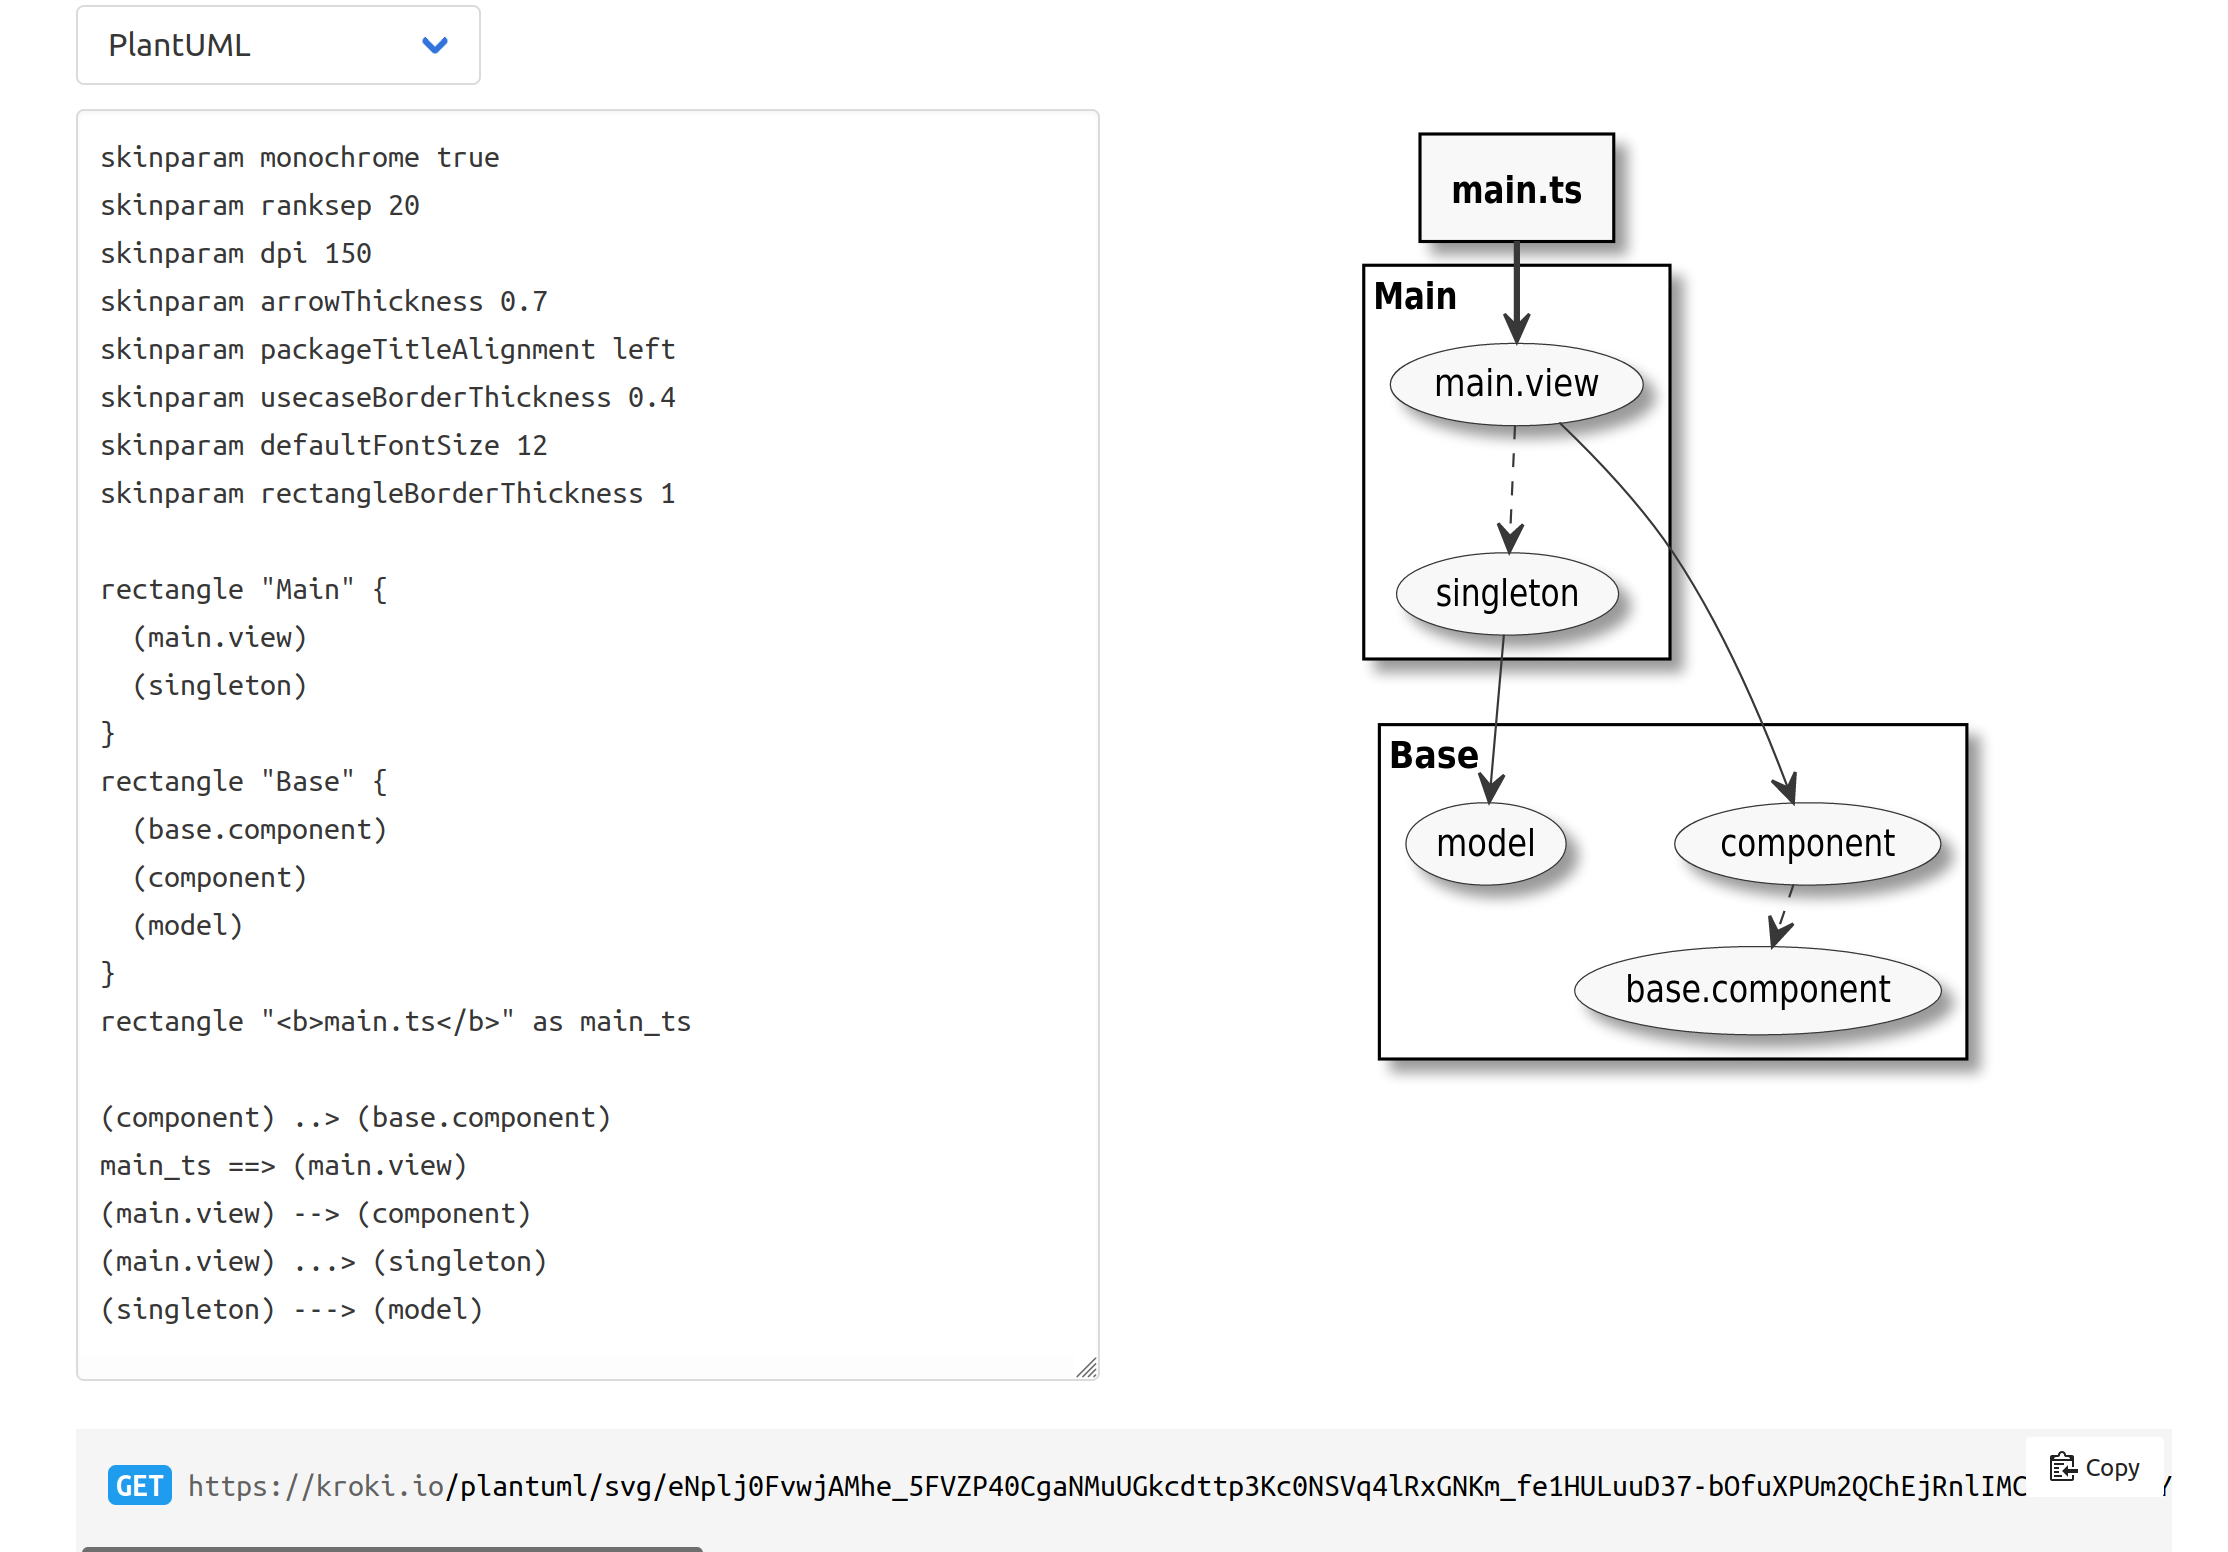 PlantUML
skinparam monochrome true
skinparam ranksep 20
skinparam dpi 150
skinparam arrowThickness 0.7
skinparam packageTitleAlignment left
skinparam usecaseBorderThickness 0.4
skinparam defaultFontSize 12
skinparam rectangleBorderThickness 1
rectangle "Main" {
  (main.view)
  (singleton)
}
rectangle "Base" {
  (base.component)
  (component)
  (model)
}
rectangle "<b>main.ts</b>" as main_ts
(component) ..> (base.component)
main_ts ==> (main.view)
(main.view) --> (component)
(main.view) ...> (singleton)
(singleton) ---> (model)
main.ts
Main
main.view
singleton
Base
model
component
base.component
GET https://kroki.io/plantuml/svg/eNplj0FvwjAMhe_5FVZP40CgaNMuUGkcdttp3Kc0NSVq4lRxGNKm_fe1HULuuD37-bOfuXPUm2QChEjRnlIMC
Copy